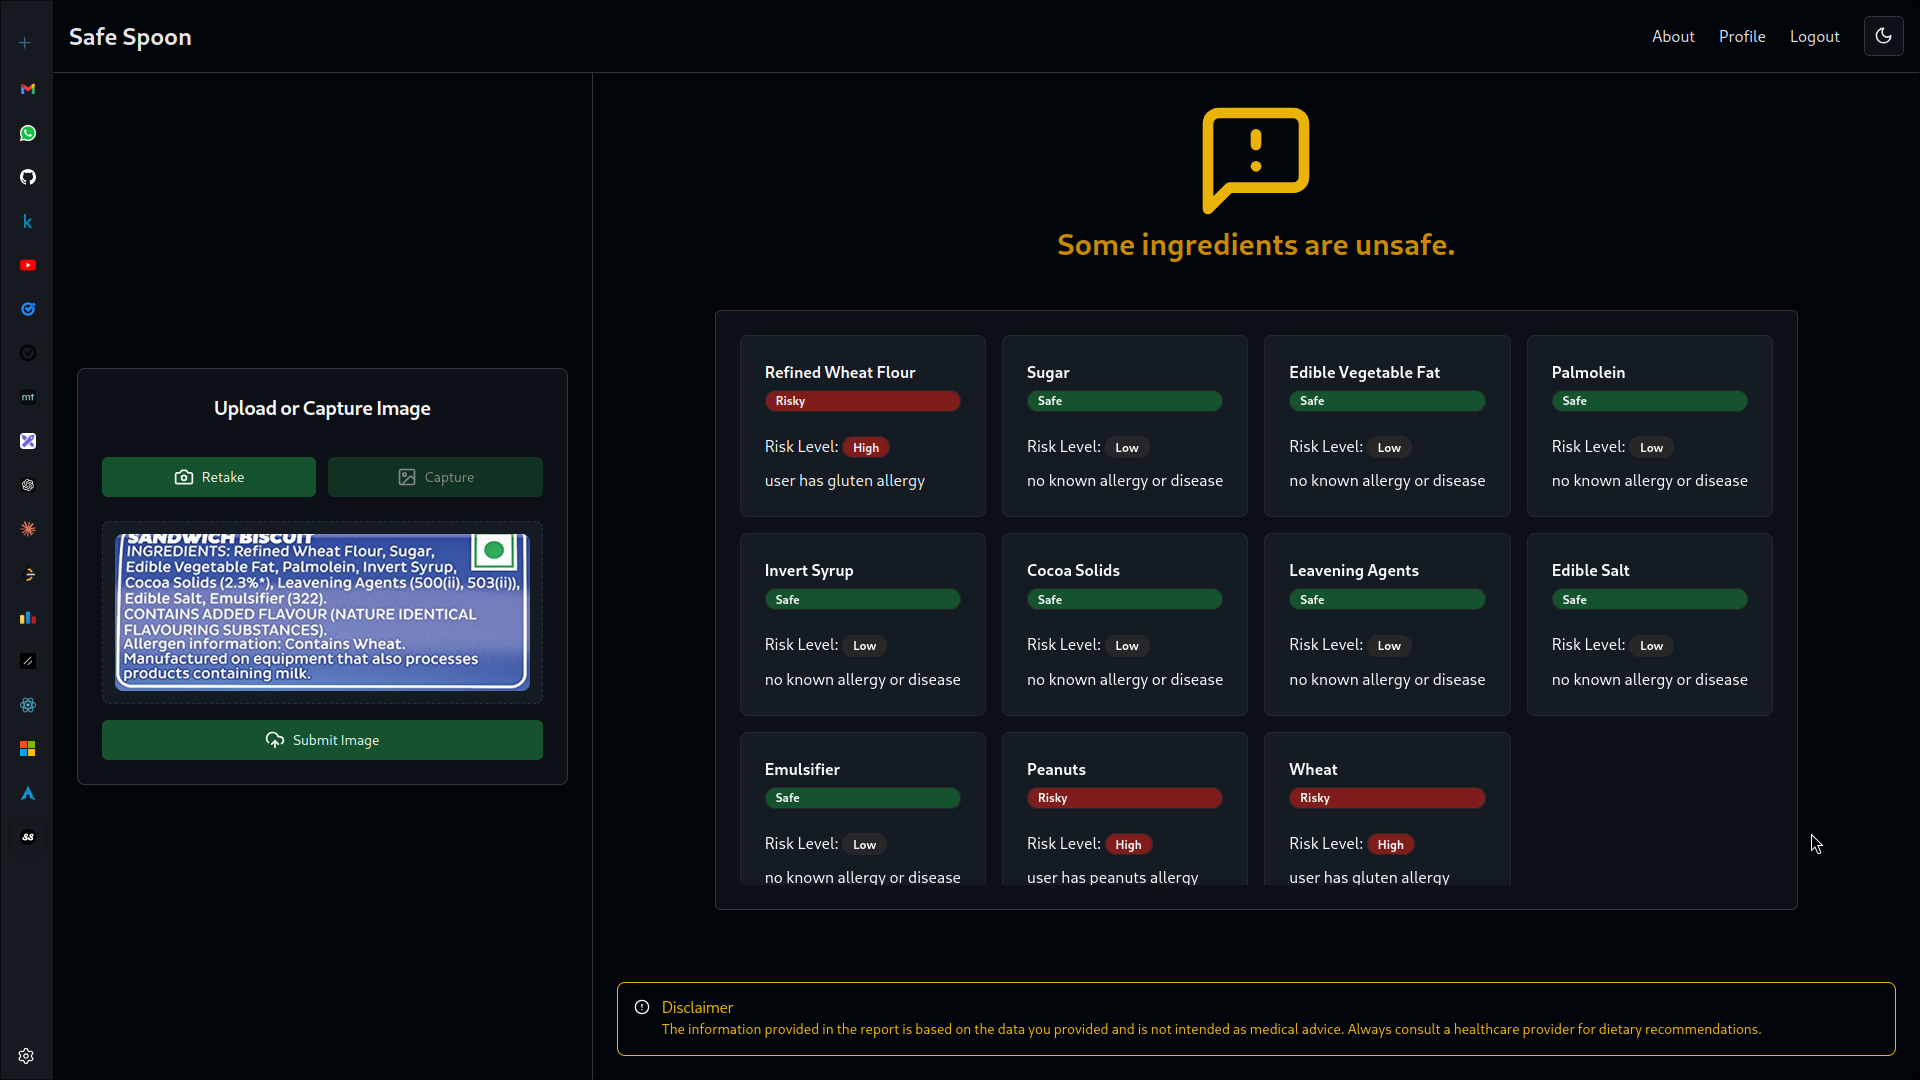 Safe Spoon
About
Profile
Logout
k
mt
SS
Upload or Capture Image
Retake
Capture
SANDWICH BISCUIT
INGREDIENTS: Refined Wheat Flour, Sugar,
Edible Vegetable Fat, Palmolein, Invert Syrup,
Cocoa Solids (2.3%*), Leavening Agents (500(ii), 503(ii)),
Edible Salt, Emulsifier (322).
CONTAINS ADDED FLAVOUR (NATURE IDENTICAL
FLAVOURING SUBSTANCES).
Allergen information: Contains Wheat.
Manufactured on equipment that also processes
products containing milk.
Submit Image
Some ingredients are unsafe.
Refined Wheat Flour
Risky
Risk Level: High
user has gluten allergy
Sugar
Safe
Risk Level: Low
no known allergy or disease
Edible Vegetable Fat
Safe
Risk Level: Low
no known allergy or disease
Palmolein
Safe
Risk Level: Low
no known allergy or disease
Invert Syrup
Safe
Risk Level: Low
no known allergy or disease
Cocoa Solids
Safe
Risk Level: Low
no known allergy or disease
Leavening Agents
Safe
Risk Level: Low
no known allergy or disease
Edible Salt
Safe
Risk Level: Low
no known allergy or disease
Emulsifier
Safe
Risk Level: Low
no known allergy or disease
Peanuts
Risky
Risk Level: High
user has peanuts allergy
Wheat
Risky
Risk Level: High
user has gluten allergy
Disclaimer
The information provided in the report is based on the data you provided and is not intended as medical advice. Always consult a healthcare provider for dietary recommendations.